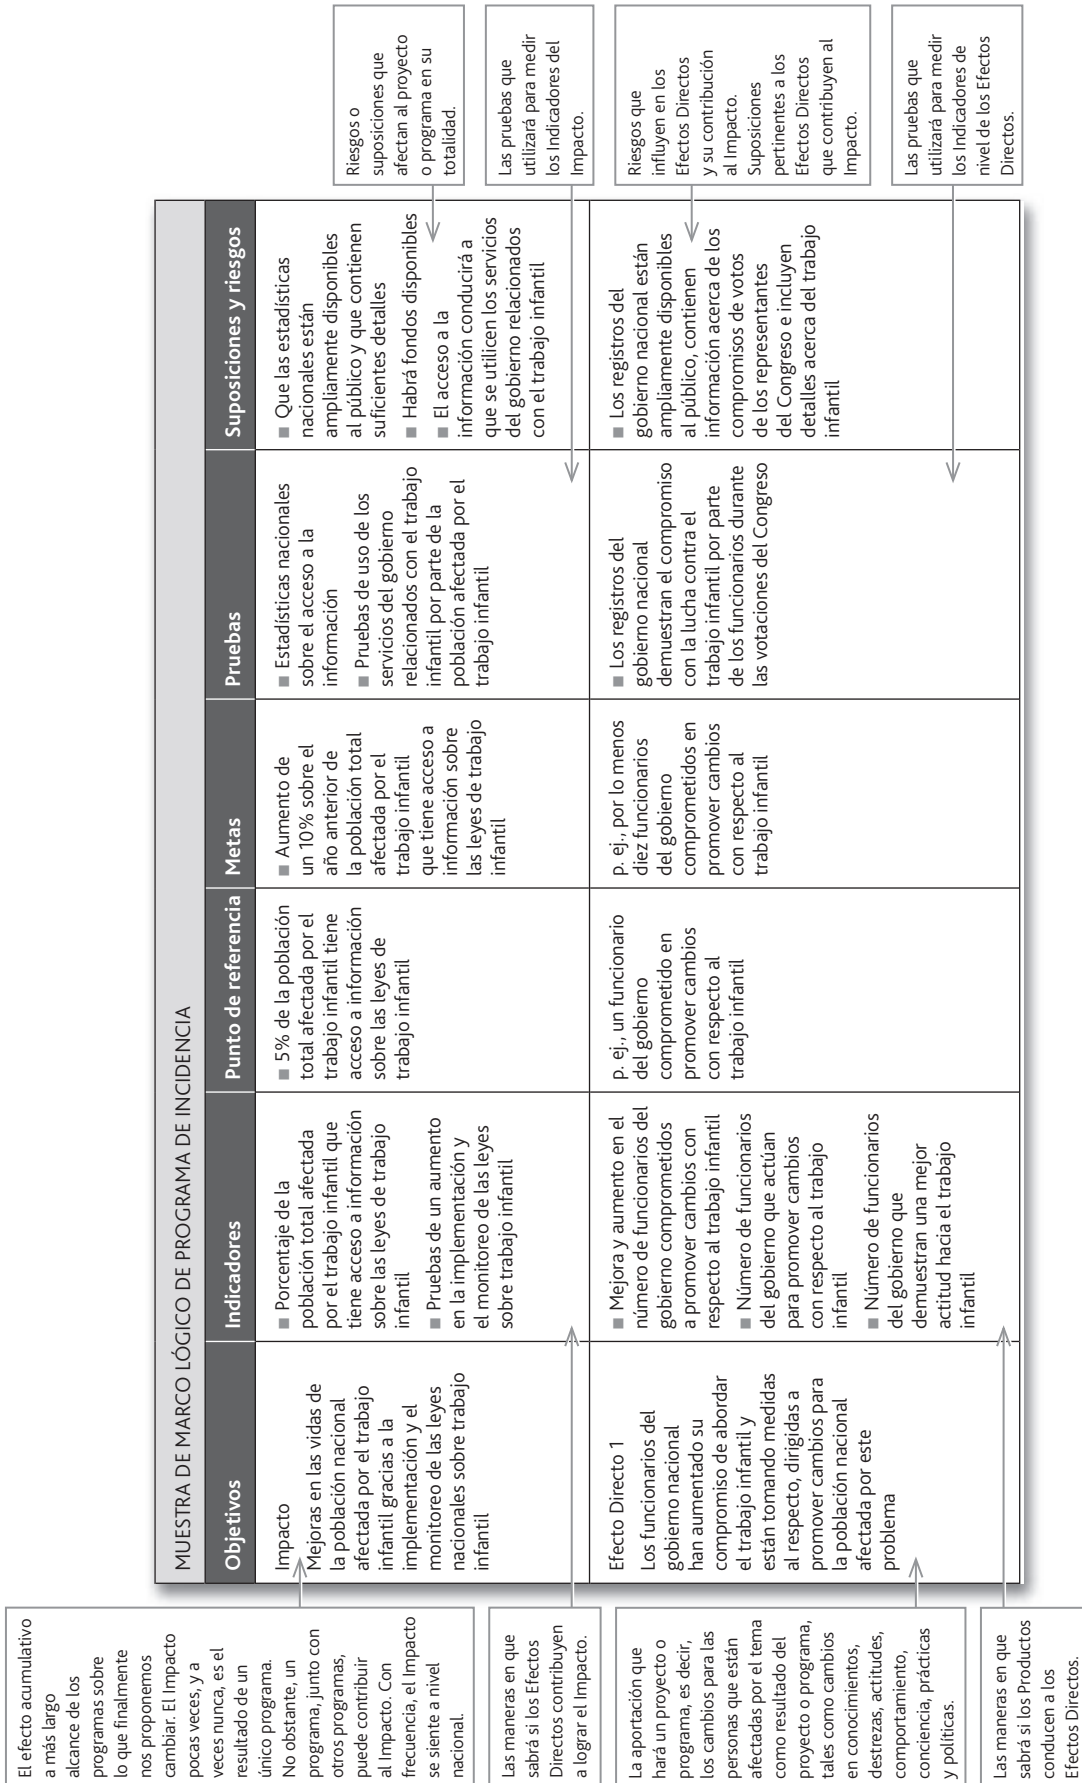 El efecto acumulativo
a más largo
alcance de los
programas sobre
lo que finalmente
nos proponemos
cambiar. El Impacto
pocas veces, y a
veces nunca, es el
resultado de un
único programa.
No obstante, un
programa, junto con
otros programas,
puede contribuir
al Impacto. Con
frecuencia, el Impacto
se siente a nivel
nacional.
Las maneras en que
sabrá si los Efectos
Directos contribuyen
a lograr el Impacto.
La aportación que
hará un proyecto o
programa, es decir,
los cambios para las
personas que están
afectadas por el tema
como resultado del
proyecto o programa,
tales como cambios
en conocimientos,
destrezas, actitudes,
comportamiento,
conciencia, prácticas
y políticas.
Las maneras en que
sabrá si los Productos
conducen a los
Efectos Directos.
MUESTRA DE MARCO LÓGICO DE PROGRAMA DE INCIDENCIA
Objetivos
Indicadores
Punto de referencia
Metas
Pruebas
Suposiciones y riesgos
Impacto
Mejoras en las vidas de
la población nacional
afectada por el trabajo
infantil gracias a la
implementación y el
monitoreo de las leyes
nacionales sobre trabajo
infantil
■ Porcentaje de la
población total afectada
por el trabajo infantil que
tiene acceso a información
sobre las leyes de trabajo
infantil
■ Pruebas de un aumento
en la implementación y
el monitoreo de las leyes
sobre trabajo infantil
■ 5% de la población
total afectada por el
trabajo infantil tiene
acceso a información
sobre las leyes de
trabajo infantil
■ Aumento de
un 10% sobre el
año anterior de
la población total
afectada por el
trabajo infantil
que tiene acceso a
información sobre
las leyes de trabajo
infantil
■ Estadísticas nacionales
sobre el acceso a la
información
■ Pruebas de uso de los
servicios del gobierno
relacionados con el trabajo
infantil por parte de la
población afectada por el
trabajo infantil
■ Que las estadísticas
nacionales están
ampliamente disponibles
al público y que contienen
suficientes detalles
■ Habrá fondos disponibles
■ El acceso a la
información conducirá a
que se utilicen los servicios
del gobierno relacionados
con el trabajo infantil
Efecto Directo 1
Los funcionarios del
gobierno nacional
han aumentado su
compromiso de abordar
el trabajo infantil y
están tomando medidas
al respecto, dirigidas a
promover cambios para
la población nacional
afectada por este
problema
■ Mejora y aumento en el
número de funcionarios del
gobierno comprometidos
a promover cambios con
respecto al trabajo infantil
■ Número de funcionarios
del gobierno que actúan
para promover cambios
con respecto al trabajo
infantil
■ Número de funcionarios
del gobierno que
demuestran una mejor
actitud hacia el trabajo
infantil
p. ej., un funcionario
del gobierno
comprometido en
promover cambios
con respecto al
trabajo infantil
p. ej., por lo menos
diez funcionarios
del gobierno
comprometidos en
promover cambios
con respecto al
trabajo infantil
■ Los registros del
gobierno nacional
demuestran el compromiso
con la lucha contra el
trabajo infantil por parte
de los funcionarios durante
las votaciones del Congreso
■ Los registros del
gobierno nacional están
ampliamente disponibles
al público, contienen
información acerca de los
compromisos de votos
de los representantes
del Congreso e incluyen
detalles acerca del trabajo
infantil
Riesgos o
suposiciones que
afectan al proyecto
o programa en su
totalidad.
Las pruebas que
utilizará para medir
los Indicadores del
Impacto.
Riesgos que
influyen en los
Efectos Directos
y su contribución
al Impacto.
Suposiciones
pertinentes a los
Efectos Directos
que contribuyen al
Impacto.
Las pruebas que
utilizará para medir
los Indicadores de
nivel de los Efectos
Directos.